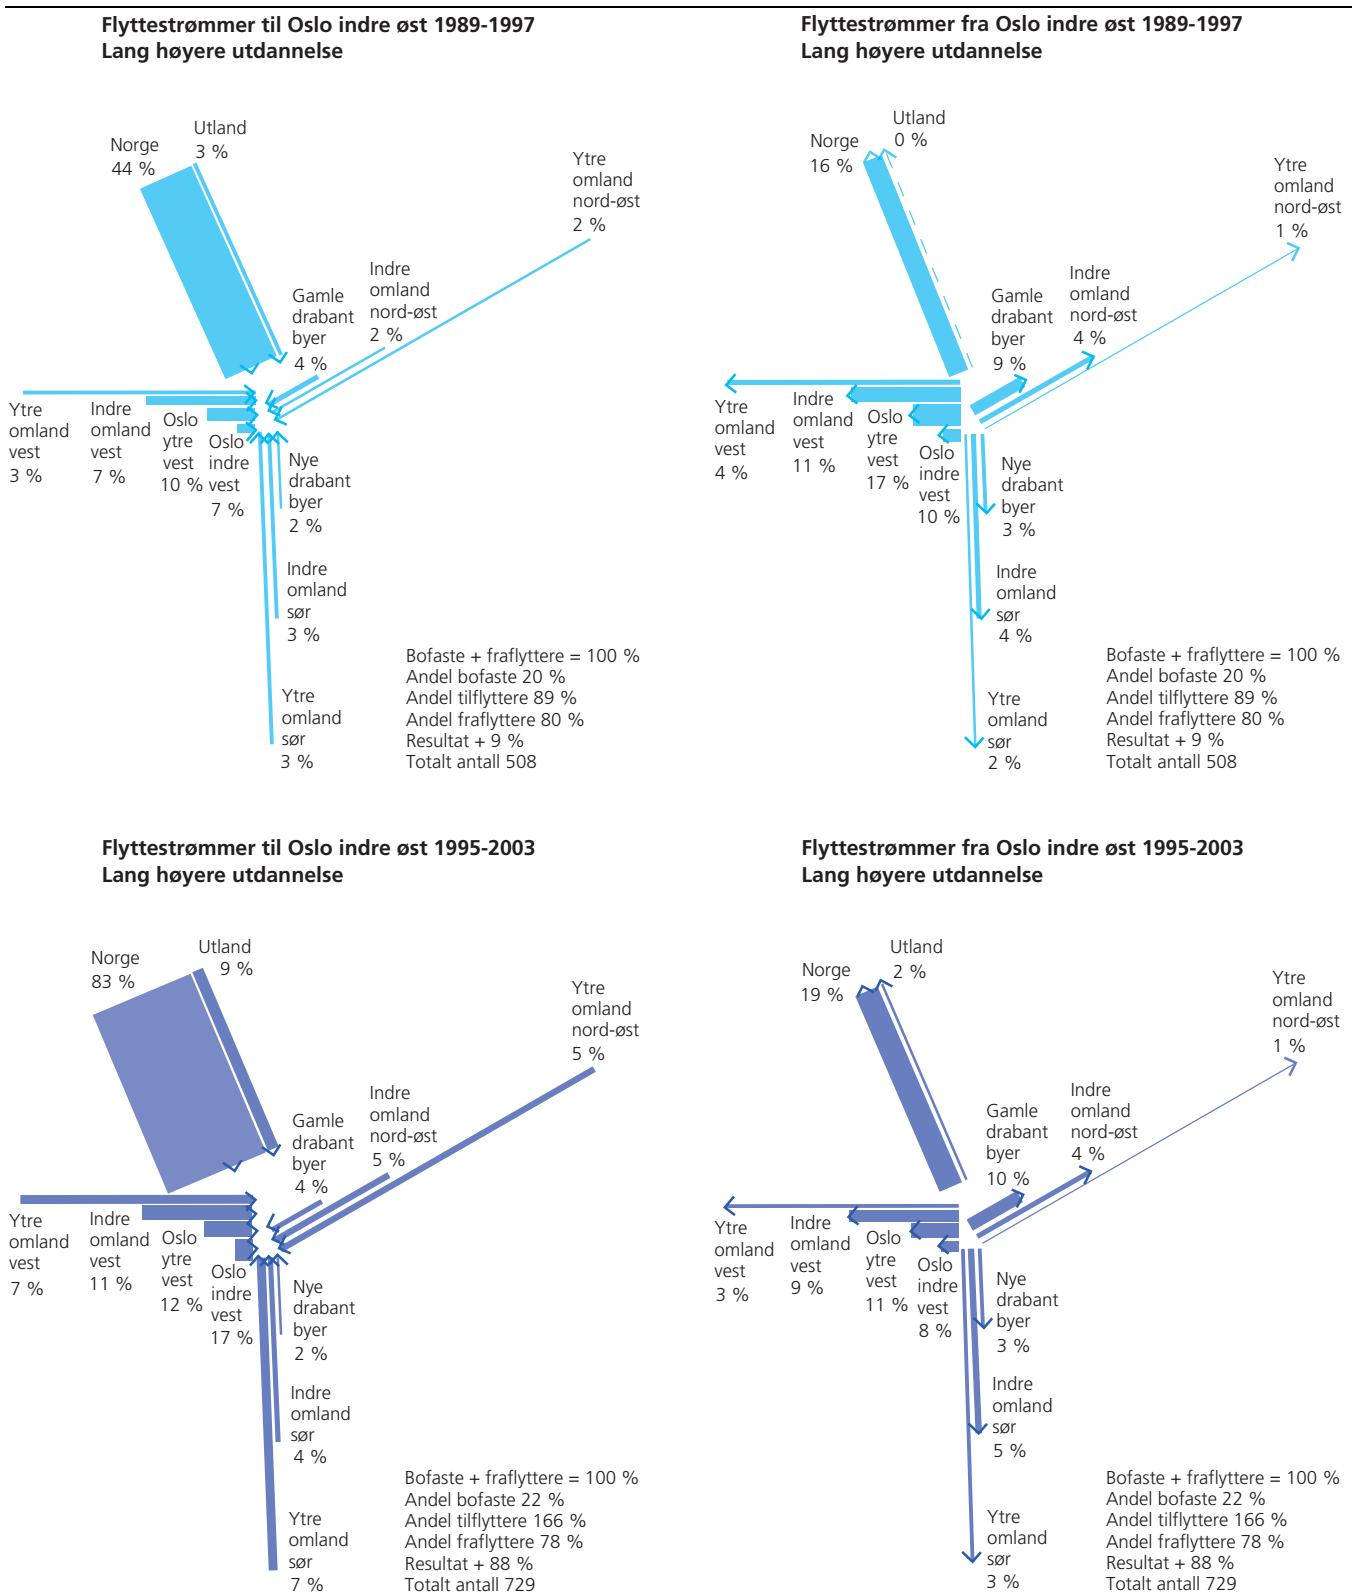 Flyttestrømmer til Oslo indre øst 1989-1997
Lang høyere utdannelse
Norge
44 %
Utland
3 %
Ytre
omland
nord-øst
2 %
Indre
omland
nord-øst
2 %
Gamle
drabant
byer
4 %
Ytre
omland
vest
3 %
Indre
omland
vest
7 %
Oslo
ytre
vest
10 %
Oslo
indre
vest
7 %
Nye
drabant
byer
2 %
Indre
omland
sør
3 %
Ytre
omland
sør
3 %
Bofaste + fraflyttere = 100 %
Andel bofaste 20 %
Andel tilflyttere 89 %
Andel fraflyttere 80 %
Resultat + 9 %
Totalt antall 508
Flyttestrømmer fra Oslo indre øst 1989-1997
Lang høyere utdannelse
Norge
16 %
Utland
0 %
Ytre
omland
nord-øst
1 %
Indre
omland
nord-øst
4 %
Gamle
drabant
byer
9 %
Ytre
omland
vest
4 %
Indre
omland
vest
11 %
Oslo
ytre
vest
17 %
Oslo
indre
vest
10 %
Nye
drabant
byer
3 %
Indre
omland
sør
4 %
Ytre
omland
sør
2 %
Bofaste + fraflyttere = 100 %
Andel bofaste 20 %
Andel tilflyttere 89 %
Andel fraflyttere 80 %
Resultat + 9 %
Totalt antall 508
Flyttestrømmer til Oslo indre øst 1995-2003
Lang høyere utdannelse
Norge
83 %
Utland
9 %
Ytre
omland
nord-øst
5 %
Indre
omland
nord-øst
5 %
Gamle
drabant
byer
4 %
Ytre
omland
vest
7 %
Indre
omland
vest
11 %
Oslo
ytre
vest
12 %
Oslo
indre
vest
17 %
Nye
drabant
byer
2 %
Indre
omland
sør
4 %
Ytre
omland
sør
7 %
Bofaste + fraflyttere = 100 %
Andel bofaste 22 %
Andel tilflyttere 166 %
Andel fraflyttere 78 %
Resultat + 88 %
Totalt antall 729
Flyttestrømmer fra Oslo indre øst 1995-2003
Lang høyere utdannelse
Norge
19 %
Utland
2 %
Ytre
omland
nord-øst
1 %
Indre
omland
nord-øst
4 %
Gamle
drabant
byer
10 %
Ytre
omland
vest
3 %
Indre
omland
vest
9 %
Oslo
ytre
vest
11 %
Oslo
indre
vest
8 %
Nye
drabant
byer
3 %
Indre
omland
sør
5 %
Ytre
omland
sør
3 %
Bofaste + fraflyttere = 100 %
Andel bofaste 22 %
Andel tilflyttere 166 %
Andel fraflyttere 78 %
Resultat + 88 %
Totalt antall 729